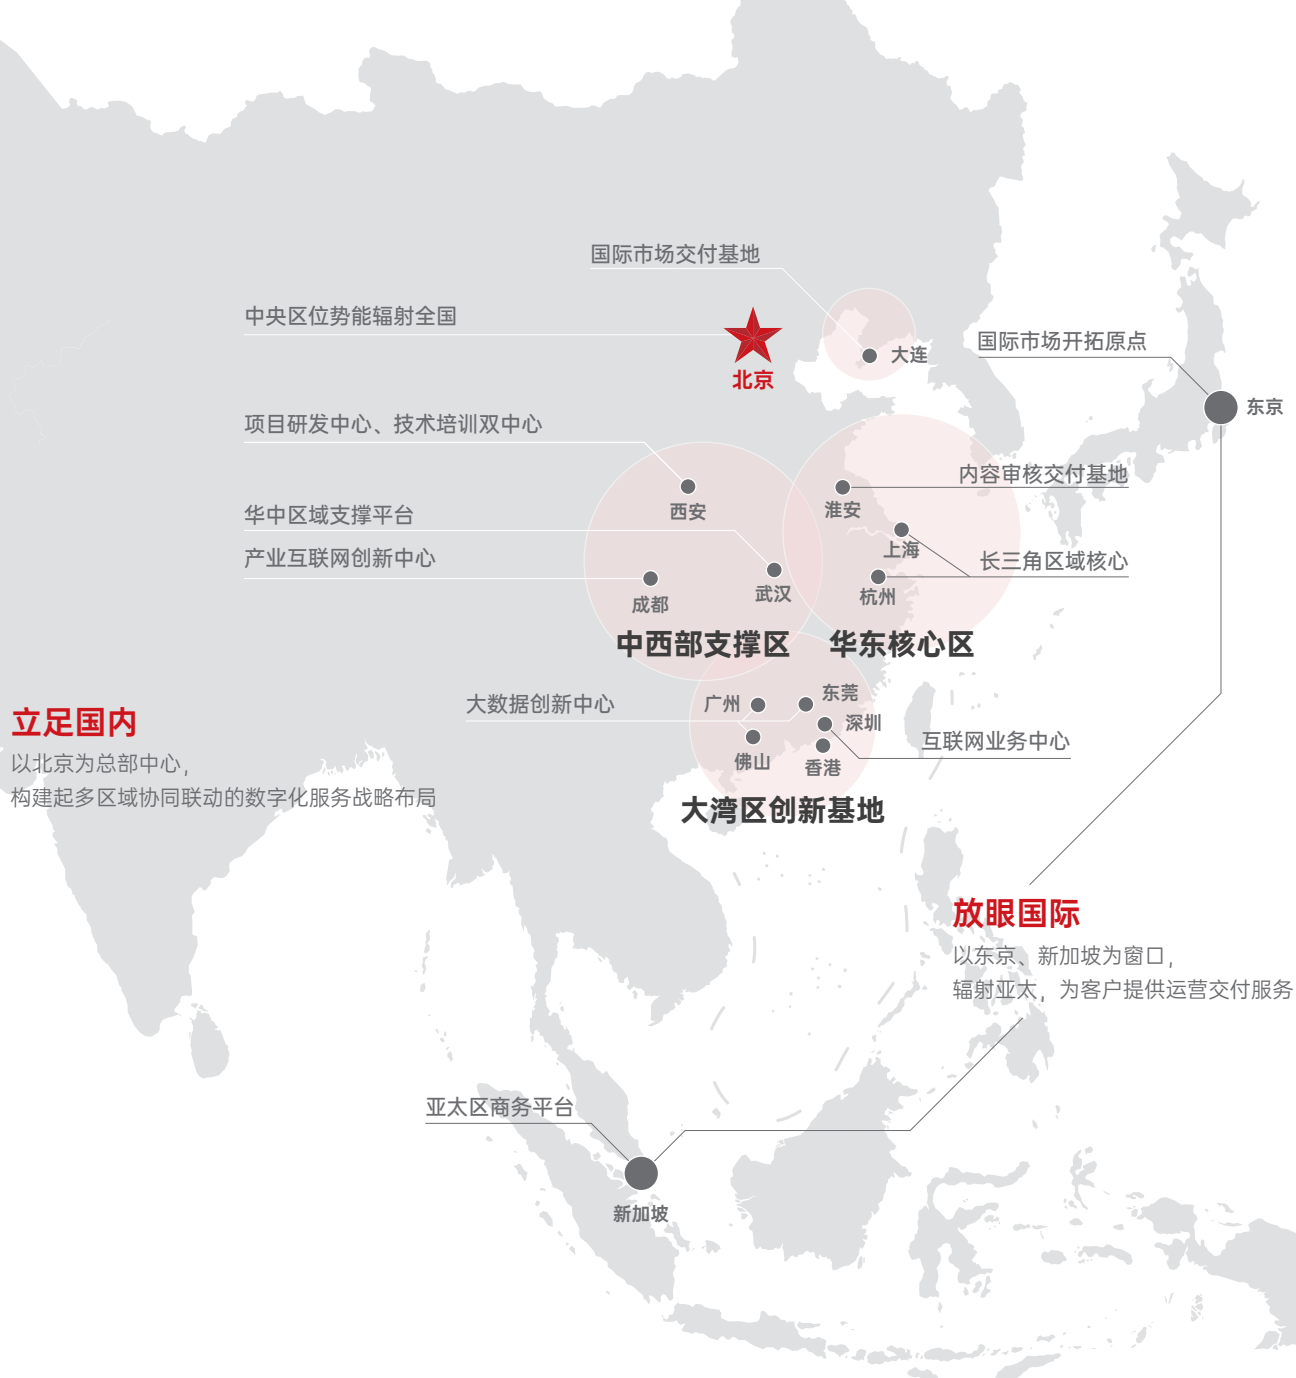 国际市场交付基地
中央区位势能辐射全国
北京
大连
国际市场开拓原点
东京
项目研发中心、技术培训双中心
西安
内容审核交付基地
淮安
华中区域支撑平台
上海
产业互联网创新中心
长三角区域核心
成都
武汉
杭州
中西部支撑区
华东核心区
大数据创新中心
广州
东莞
深圳
佛山
香港
互联网业务中心
大湾区创新基地
立足国内
以北京为总部中心，
构建起多区域协同联动的数字化服务战略布局
放眼国际
以东京、新加坡为窗口，
辐射亚太，为客户提供运营交付服务
亚太区商务平台
新加坡